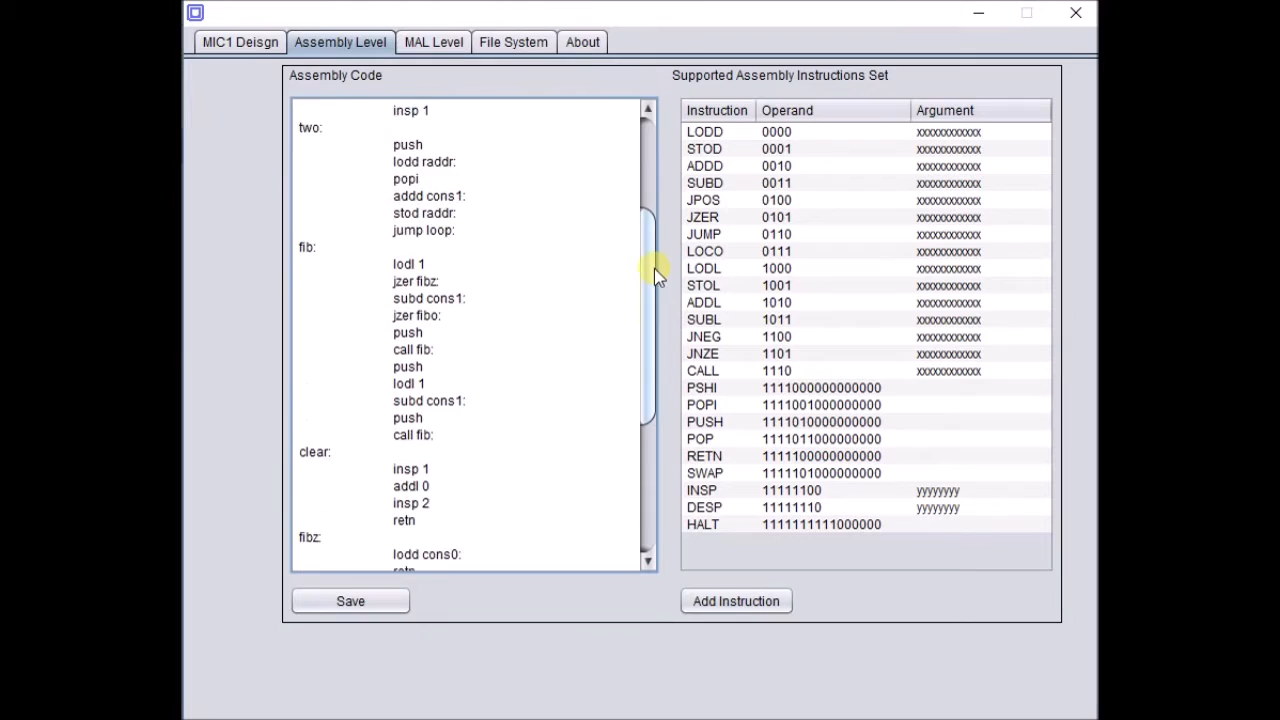 MIC1 Deisgn Assembly Level MAL Level File System About
Assembly Code
insp 1
two:
push
lodd raddr:
popi
addd cons1:
stod raddr:
jump loop:
fib:
lodl 1
jzer fibz:
subd cons1:
jzer fibo:
push
call fib:
push
lodl 1
subd cons1:
push
call fib:
clear:
insp 1
addl 0
insp 2
retn
fibz:
lodd cons0:
retn
Save
Supported Assembly Instructions Set
Instruction Operand Argument
LODD 0000 xxxxxxxxxxxx
STOD 0001 xxxxxxxxxxxx
ADDD 0010 xxxxxxxxxxxx
SUBD 0011 xxxxxxxxxxxx
JPOS 0100 xxxxxxxxxxxx
JZER 0101 xxxxxxxxxxxx
JUMP 0110 xxxxxxxxxxxx
LOCO 0111 xxxxxxxxxxxx
LODL 1000 xxxxxxxxxxxx
STOL 1001 xxxxxxxxxxxx
ADDL 1010 xxxxxxxxxxxx
SUBL 1011 xxxxxxxxxxxx
JNEG 1100 xxxxxxxxxxxx
JNZE 1101 xxxxxxxxxxxx
CALL 1110 xxxxxxxxxxxx
PSHI 1111000000000000
POPI 1111001000000000
PUSH 1111010000000000
POP 1111011000000000
RETN 1111100000000000
SWAP 1111101000000000
INSP 11111100 yyyyyyyy
DESP 11111110 yyyyyyyy
HALT 1111111111000000
Add Instruction